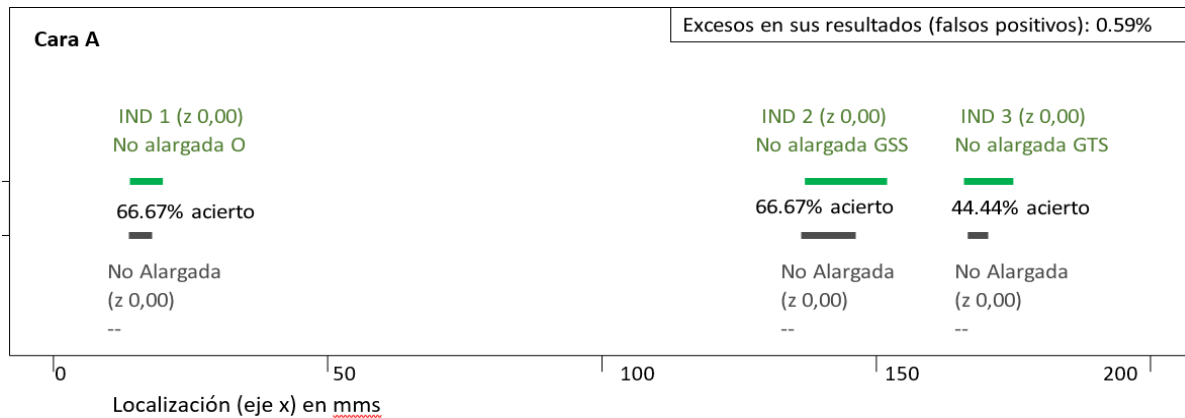 Excesos en sus resultados (falsos positivos): 0.59%
Cara A
IND 1 (z 0,00)
No alargada O
IND 2 (z 0,00)
No alargada GSS
IND 3 (z 0,00)
No alargada GTS
66.67% acierto
66.67% acierto
44.44% acierto
No Alargada
(z 0,00)
--
No Alargada
(z 0,00)
--
No Alargada
(z 0,00)
--
0 50 100 150 200
Localización (eje x) en mms